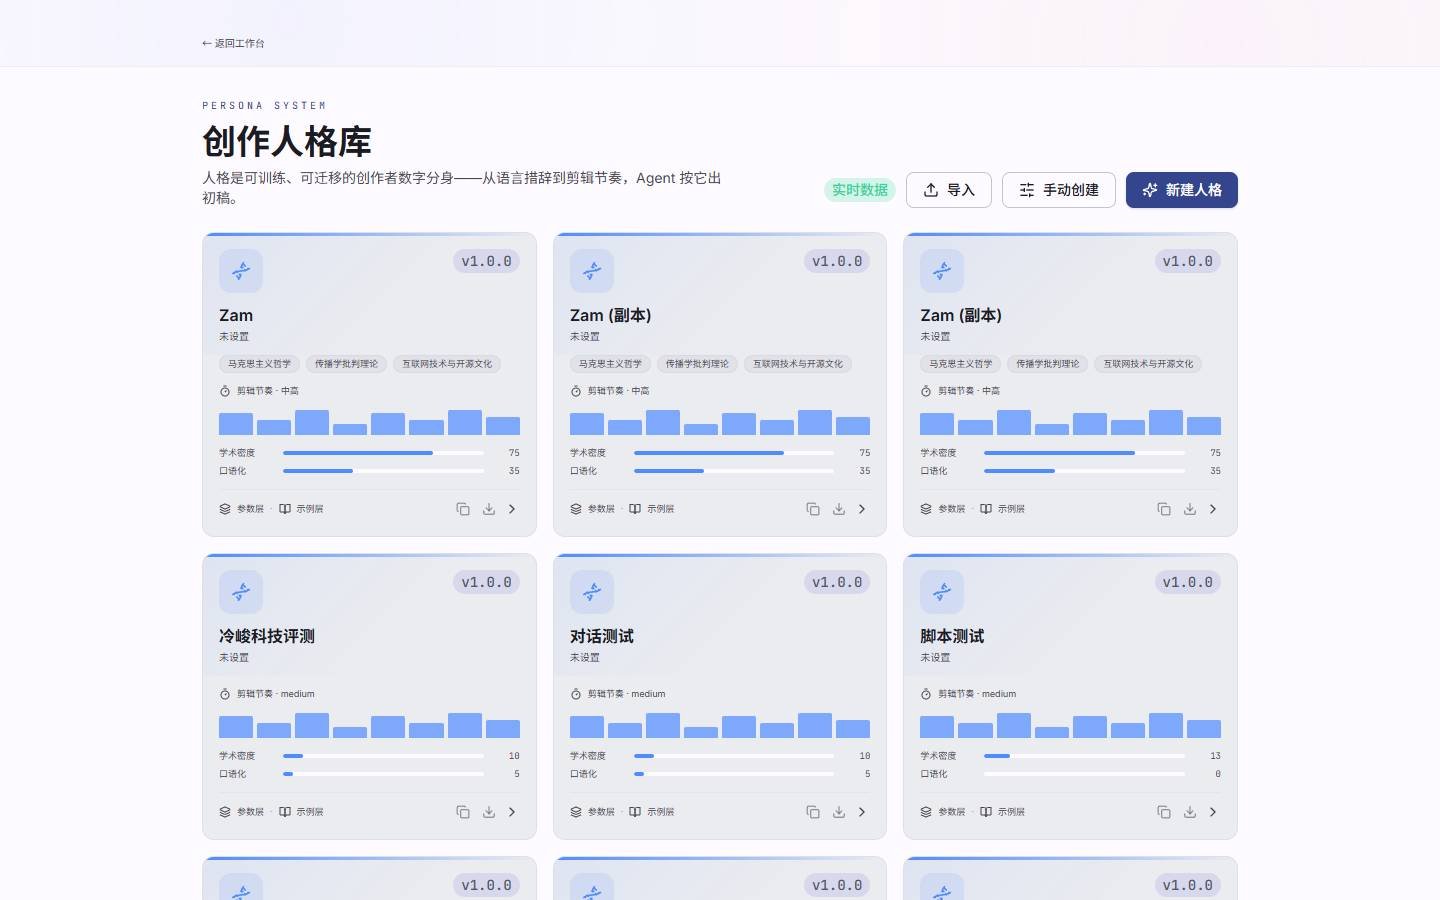 ← 返回工作台
PERSONA SYSTEM
创作人格库
人格是可训练、可迁移的创作者数字分身——从语言措辞到剪辑节奏，Agent 按它出
初稿。
实时数据 导入 手动创建 新建人格
v1.0.0
Zam
未设置
马克思主义哲学 传播学批判理论 互联网技术与开源文化
剪辑节奏 · 中高
学术密度 75
口语化 35
参数层 · 示例层
v1.0.0
Zam (副本)
未设置
马克思主义哲学 传播学批判理论 互联网技术与开源文化
剪辑节奏 · 中高
学术密度 75
口语化 35
参数层 · 示例层
v1.0.0
Zam (副本)
未设置
马克思主义哲学 传播学批判理论 互联网技术与开源文化
剪辑节奏 · 中高
学术密度 75
口语化 35
参数层 · 示例层
v1.0.0
冷峻科技评测
未设置
剪辑节奏 · medium
学术密度 10
口语化 5
参数层 · 示例层
v1.0.0
对话测试
未设置
剪辑节奏 · medium
学术密度 10
口语化 5
参数层 · 示例层
v1.0.0
脚本测试
未设置
剪辑节奏 · medium
学术密度 13
口语化 0
参数层 · 示例层
v1.0.0
v1.0.0
v1.0.0